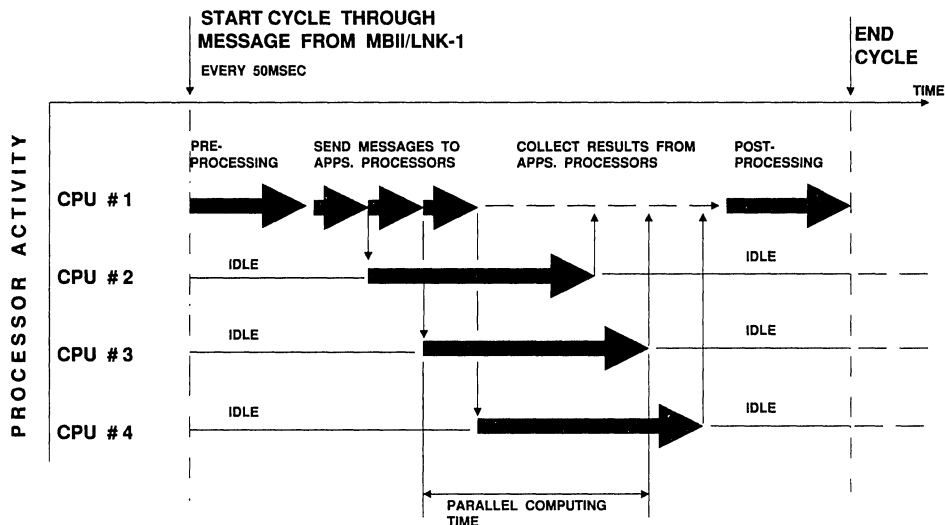 START CYCLE THROUGH
MESSAGE FROM MBII/LNK-1
EVERY 50MSEC
END
CYCLE
TIME
PROCESSOR ACTIVITY
PRE-
PROCESSING
SEND MESSAGES TO
APPS. PROCESSORS
COLLECT RESULTS FROM
APPS. PROCESSORS
POST-
PROCESSING
CPU #1
CPU #2
IDLE
IDLE
CPU #3
IDLE
IDLE
CPU #4
IDLE
IDLE
PARALLEL COMPUTING
TIME